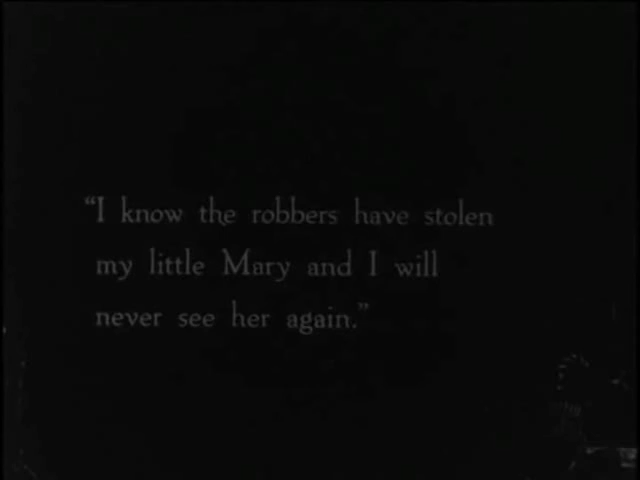 “I know the robbers have stolen
my little Mary and I will
never see her again.”